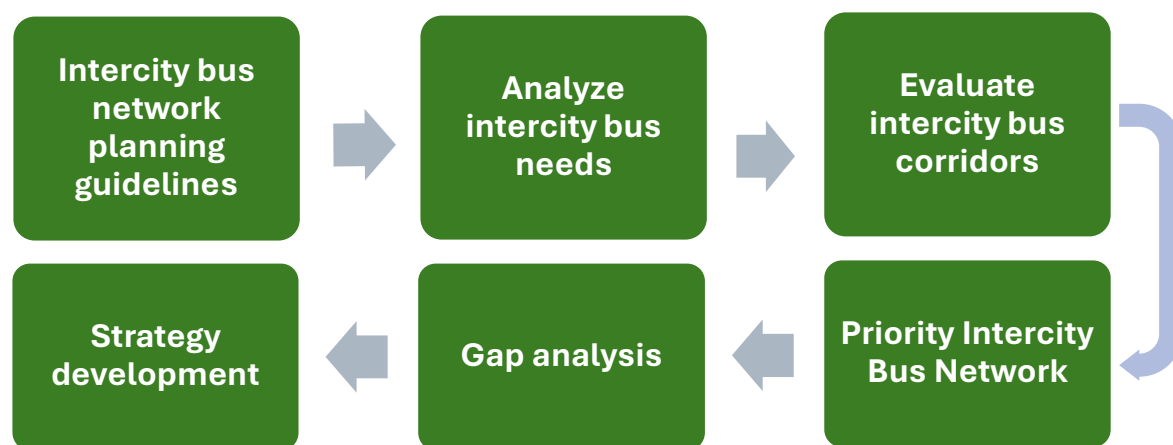 Intercity bus
network
planning
guidelines
Analyze
intercity bus
needs
Evaluate
intercity bus
corridors
Priority Intercity
Bus Network
Gap analysis
Strategy
development